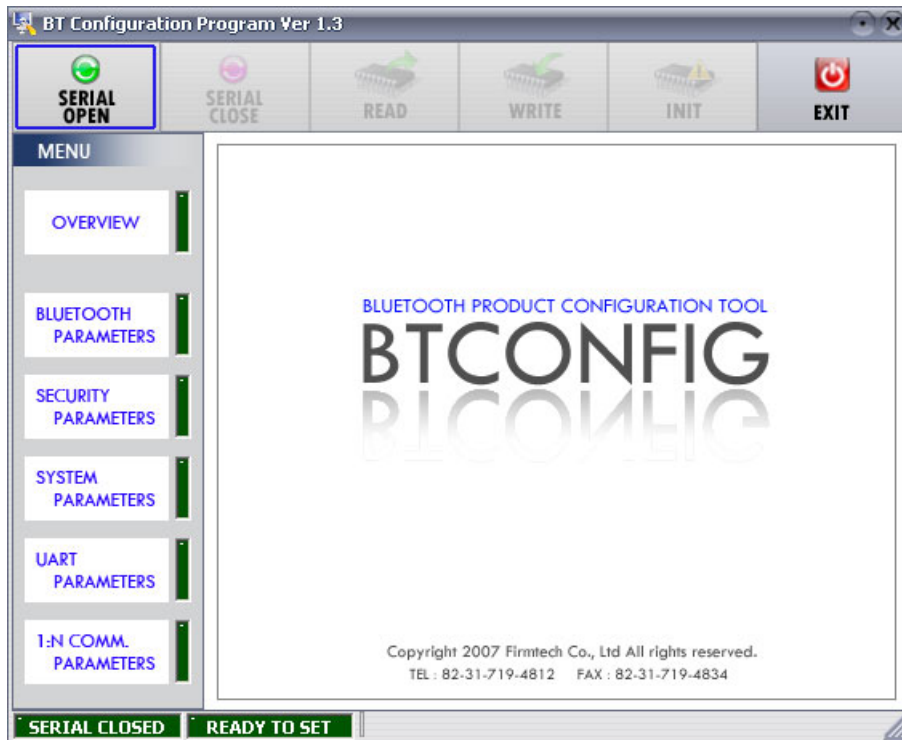 BT Configuration Program Ver 1.3
SERIAL
OPEN
SERIAL
CLOSE
READ
WRITE
INIT
EXIT
MENU
OVERVIEW
BLUETOOTH
PARAMETERS
SECURITY
PARAMETERS
SYSTEM
PARAMETERS
UART
PARAMETERS
1:N COMM.
PARAMETERS
BLUETOOTH PRODUCT CONFIGURATION TOOL
BTCONFIG
Copyright 2007 Firmtech Co., Ltd All rights reserved.
TEL : 82-31-719-4812 FAX : 82-31-719-4834
SERIAL CLOSED
READY TO SET